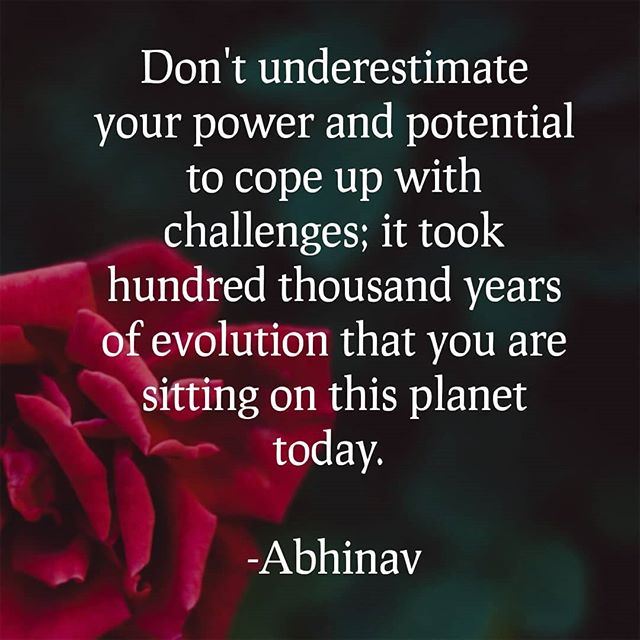 Don't underestimate
your power and potential
to cope up with
challenges; it took
hundred thousand years
of evolution that you are
sitting on this planet
today.
-Abhinav